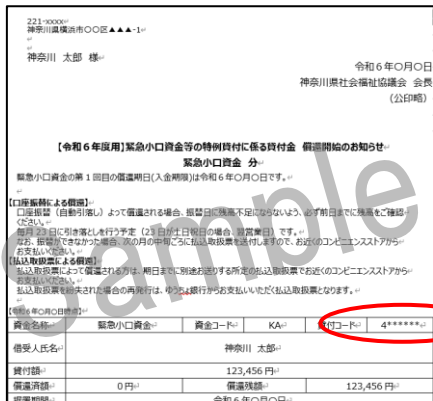 221-xxxx
神奈川県横浜市〇〇区▲▲▲-1
神奈川 太郎 様
令和6年〇月〇日
神奈川県社会福祉協議会 会長
(公印略)
【令和6年度用】緊急小口資金等の特例貸付に係る貸付金 償還開始のお知らせ
緊急小口資金 分
緊急小口資金の第1回目の償還期日(入金期限)は令和6年〇月〇日です。
【口座振替による償還】
口座振替(自動引落し)よって償還される場合、振替日に残高不足にならないよう、必ず前日までに残高をご確認
ください。
毎月23日に引き落としを行う予定(23日が土日祝日の場合、翌営業日)です。
なお、振替ができなかった場合、次の月の中旬ごろに払込取扱票を送付しますので、お近くのコンビニエンスストアから
お支払いください。
【払込取扱票による償還】
払込取扱票によって償還される方は、期日までに別途お送りする所定の払込取扱票でお近くのコンビニエンスストアから
お支払いください。
払込取扱票を紛失された場合の再発行は、ゆうちょ銀行からお支払いいただく払込取扱票となります。
【令和6年〇月〇日時点】
資金名称 緊急小口資金 資金コード KA 貸付コード 4******
借受人氏名 神奈川 太郎
貸付額 123,456円
償還済額 0円 償還残額 123,456円
据置期間 令和6年〇月〇日
Sample